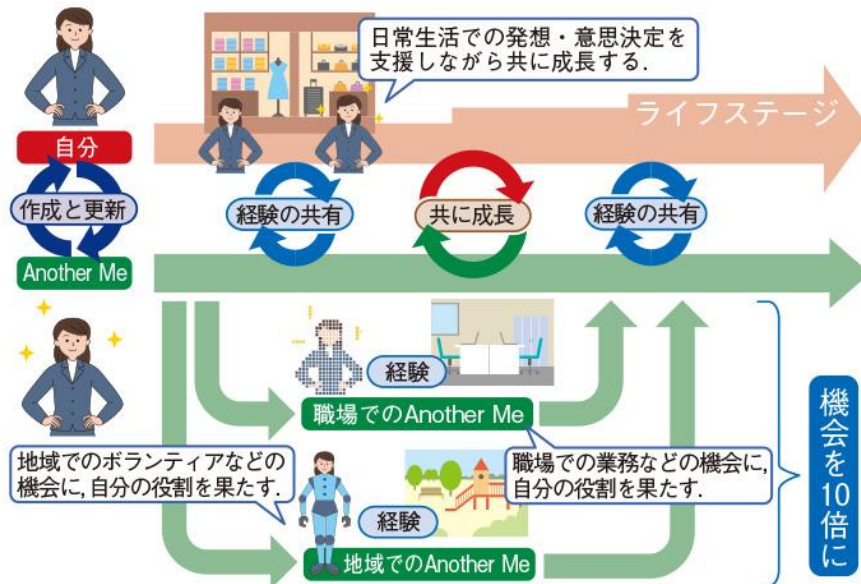 日常生活での発想・意思決定を
支援しながら共に成長する.
ライフステージ
自分
作成と更新
経験の共有
共に成長
経験の共有
Another Me
経験
職場でのAnother Me
地域でのボランティアなどの
機会に, 自分の役割を果たす.
職場での業務などの機会に,
自分の役割を果たす.
経験
地域でのAnother Me
機会を10倍に